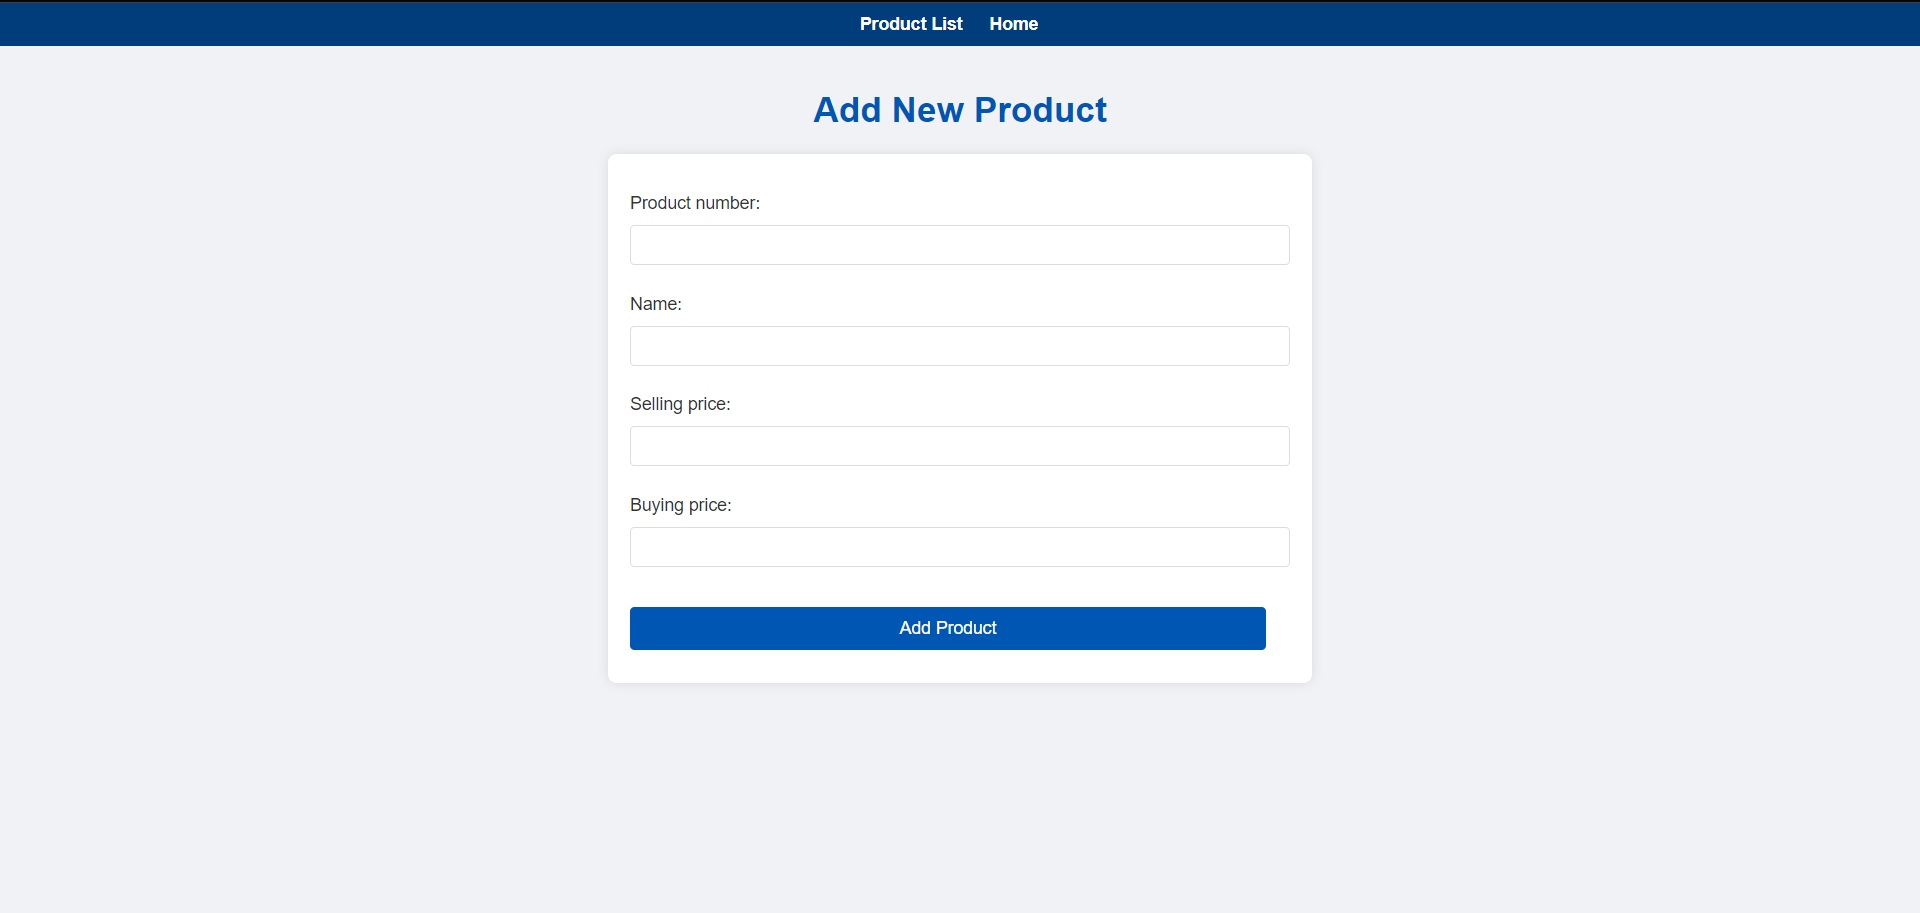 Product List Home
Add New Product
Product number:
Name:
Selling price:
Buying price:
Add Product